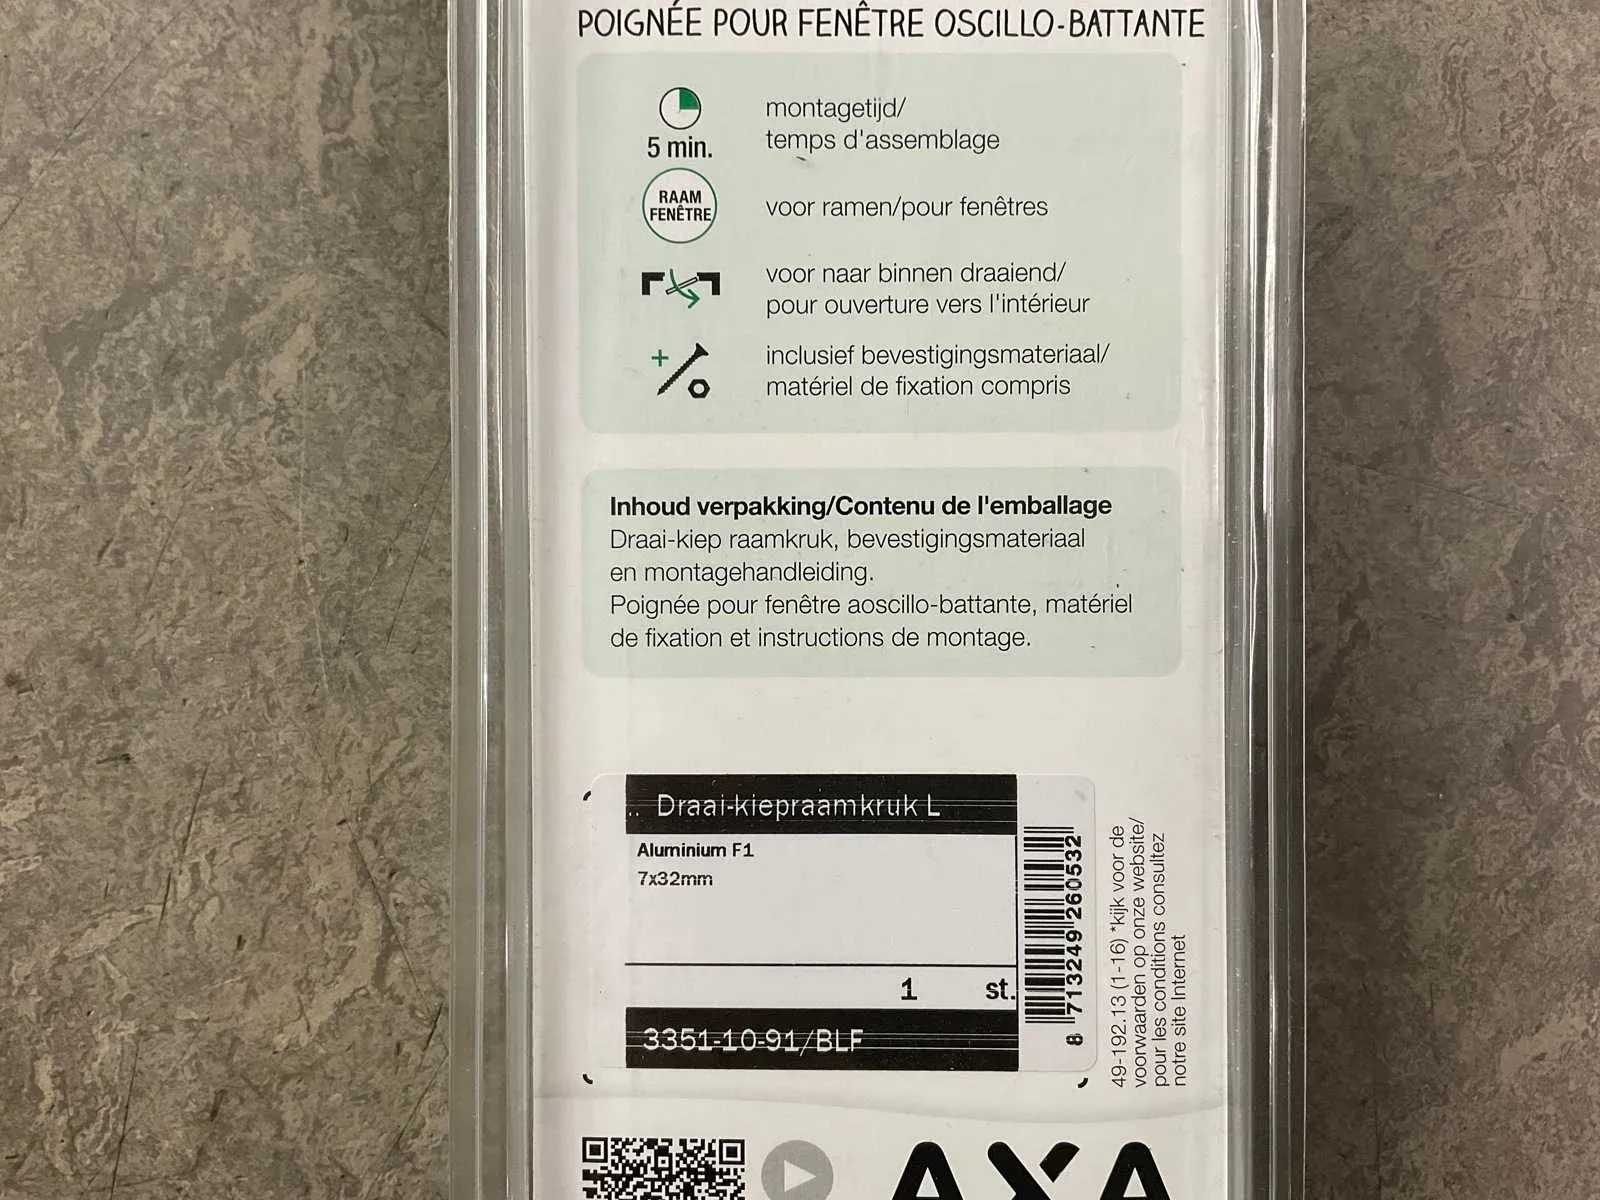 POIGNÉE POUR FENÊTRE OSCILLO-BATTANTE
5 min.
montagetijd/
temps d'assemblage
RAAM
FENÊTRE
voor ramen/pour fenêtres
voor naar binnen draaiend/
pour ouverture vers l'intérieur
+
inclusief bevestigingsmateriaal/
matériel de fixation compris
Inhoud verpakking/Contenu de l'emballage
Draai-kiep raamkruk, bevestigingsmateriaal
en montagehandleiding.
Poignée pour fenêtre aoscillo-battante, matériel
de fixation et instructions de montage.
.. Draai-kiepraamkruk L
Aluminium F1
7x32mm
1 st.
3351-10-91/BLF
8 713249 260532
49-192.13 (1-16) *kijk voor de
voorwaarden op onze website/
pour les conditions consultez
notre site Internet
AXA